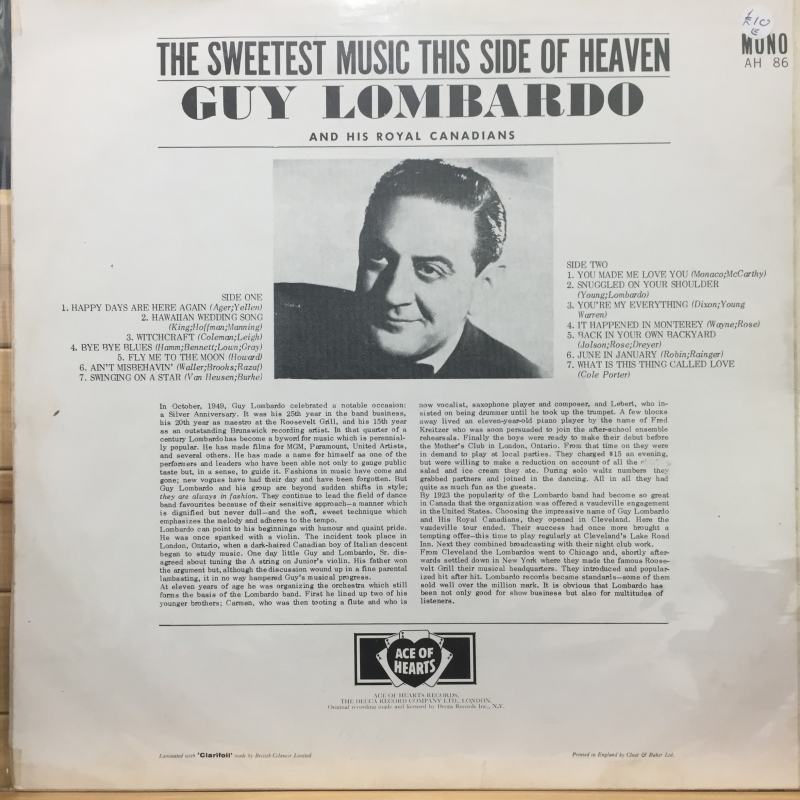 £10
E
MONO
AH 86
THE SWEETEST MUSIC THIS SIDE OF HEAVEN
GUY LOMBARDO
AND HIS ROYAL CANADIANS
SIDE ONE
1. HAPPY DAYS ARE HERE AGAIN (Ager;Yellen)
2. HAWAIIAN WEDDING SONG
(King;Hoffman;Manning)
3. WITCHCRAFT (Coleman;Leigh)
4. BYE BYE BLUES (Hamm;Bennett;Lown;Gray)
5. FLY ME TO THE MOON (Howard)
6. AIN'T MISBEHAVIN' (Waller;Brooks;Razaf)
7. SWINGING ON A STAR (Van Heusen;Burke)
SIDE TWO
1. YOU MADE ME LOVE YOU (Monaco;McCarthy)
2. SNUGGLED ON YOUR SHOULDER
(Young;Lombardo)
3. YOU'RE MY EVERYTHING (Dixon;Young
Warren)
4. IT HAPPENED IN MONTEREY (Wayne;Rose)
5. BACK IN YOUR OWN BACKYARD
(Jolson;Rose;Dreyer)
6. JUNE IN JANUARY (Robin;Rainger)
7. WHAT IS THIS THING CALLED LOVE
(Cole Porter)
In October, 1949, Guy Lombardo celebrated a notable occasion:
a Silver Anniversary. It was his 25th year in the band business,
his 20th year as maestro at the Roosevelt Grill, and his 15th year
as an outstanding Brunswick recording artist. In that quarter of a
century Lombardo has become a byword for music which is perennial-
ly popular. He has made films for MGM, Paramount, United Artists,
and several others. He has made a name for himself as one of the
performers and leaders who have been able not only to gauge public
taste but, in a sense, to guide it. Fashions in music have come and
gone; new vogues have had their day and have been forgotten. But
Guy Lombardo and his group are beyond sudden shifts in style;
they are always in fashion. They continue to lead the field of dance
band favourites because of their sensitive approach—a manner which
is dignified but never dull—and the soft, sweet technique which
emphasizes the melody and adheres to the tempo.
Lombardo can point to his beginnings with humour and quaint pride.
He was once spanked with a violin. The incident took place in
London, Ontario, when a dark-haired Canadian boy of Italian descent
began to study music. One day little Guy and Lombardo, Sr. dis-
agreed about tuning the A string on Junior's violin. His father won
the argument but, although the discussion wound up in a fine parental
lambasting, it in no way hampered Guy's musical progress.
At eleven years of age he was organizing the orchestra which still
forms the basis of the Lombardo band. First he lined up two of his
younger brothers; Carmen, who was then tooting a flute and who is
now vocalist, saxophone player and composer, and Lebert, who in-
sisted on being drummer until he took up the trumpet. A few blocks
away lived an eleven-year-old piano player by the name of Fred
Kreitzer who was soon persuaded to join the after-school ensemble
rehearsals. Finally the boys were ready to make their debut before
the Mother's Club in London, Ontario. From that time on they were
in demand to play at local parties. They charged $15 an evening,
but were willing to make a reduction on account of all the
salad and ice cream they ate. During solo waltz numbers they
grabbed partners and joined in the dancing. All in all they had
quite as much fun as the guests.
By 1923 the popularity of the Lombardo band had become so great
in Canada that the organization was offered a vaudeville engagement
in the United States. Choosing the impressive name of Guy Lombardo
and His Royal Canadians, they opened in Cleveland. Here the
vaudeville tour ended. Their success had once more brought a
tempting offer—this time to play regularly at Cleveland's Lake Road
Inn. Next they combined broadcasting with their night club work.
From Cleveland the Lombardos went to Chicago and, shortly after-
wards settled down in New York where they made the famous Roose-
velt Grill their musical headquarters. They introduced and popular-
ized hit after hit. Lombardo records became standards—some of them
sold well over the million mark. It is obvious that Lombardo has
been not only good for show business but also for multitudes of
listeners.
ACE OF
HEARTS
ACE OF HEARTS RECORDS,
THE DECCA RECORD COMPANY LTD., LONDON.
Original recording made and licensed by Decca Records Inc., N.Y.
Laminated with 'Clarifoil' made by British Celanese Limited
Printed in England by Clout & Baker Ltd.